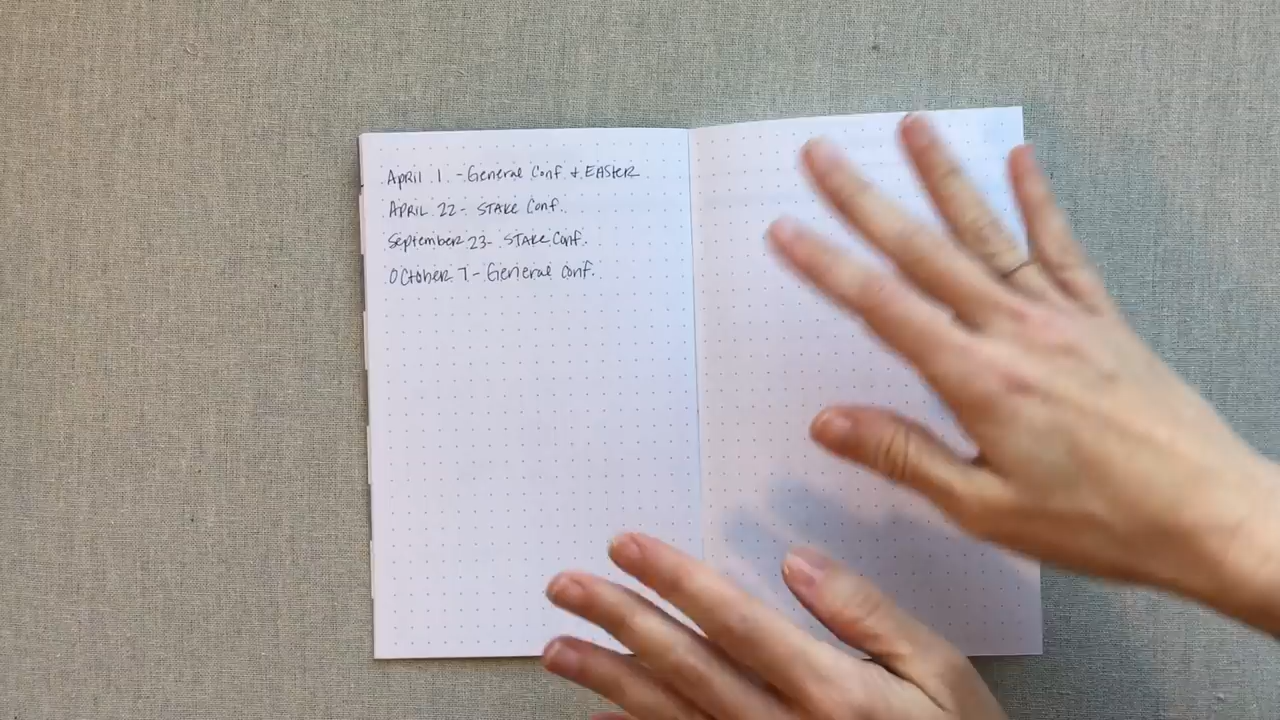 April 1. - General Conf. + EASTER
APRIL 22 - STAKE Conf.
September 23 - STAKE Conf.
October 7 - General Conf.